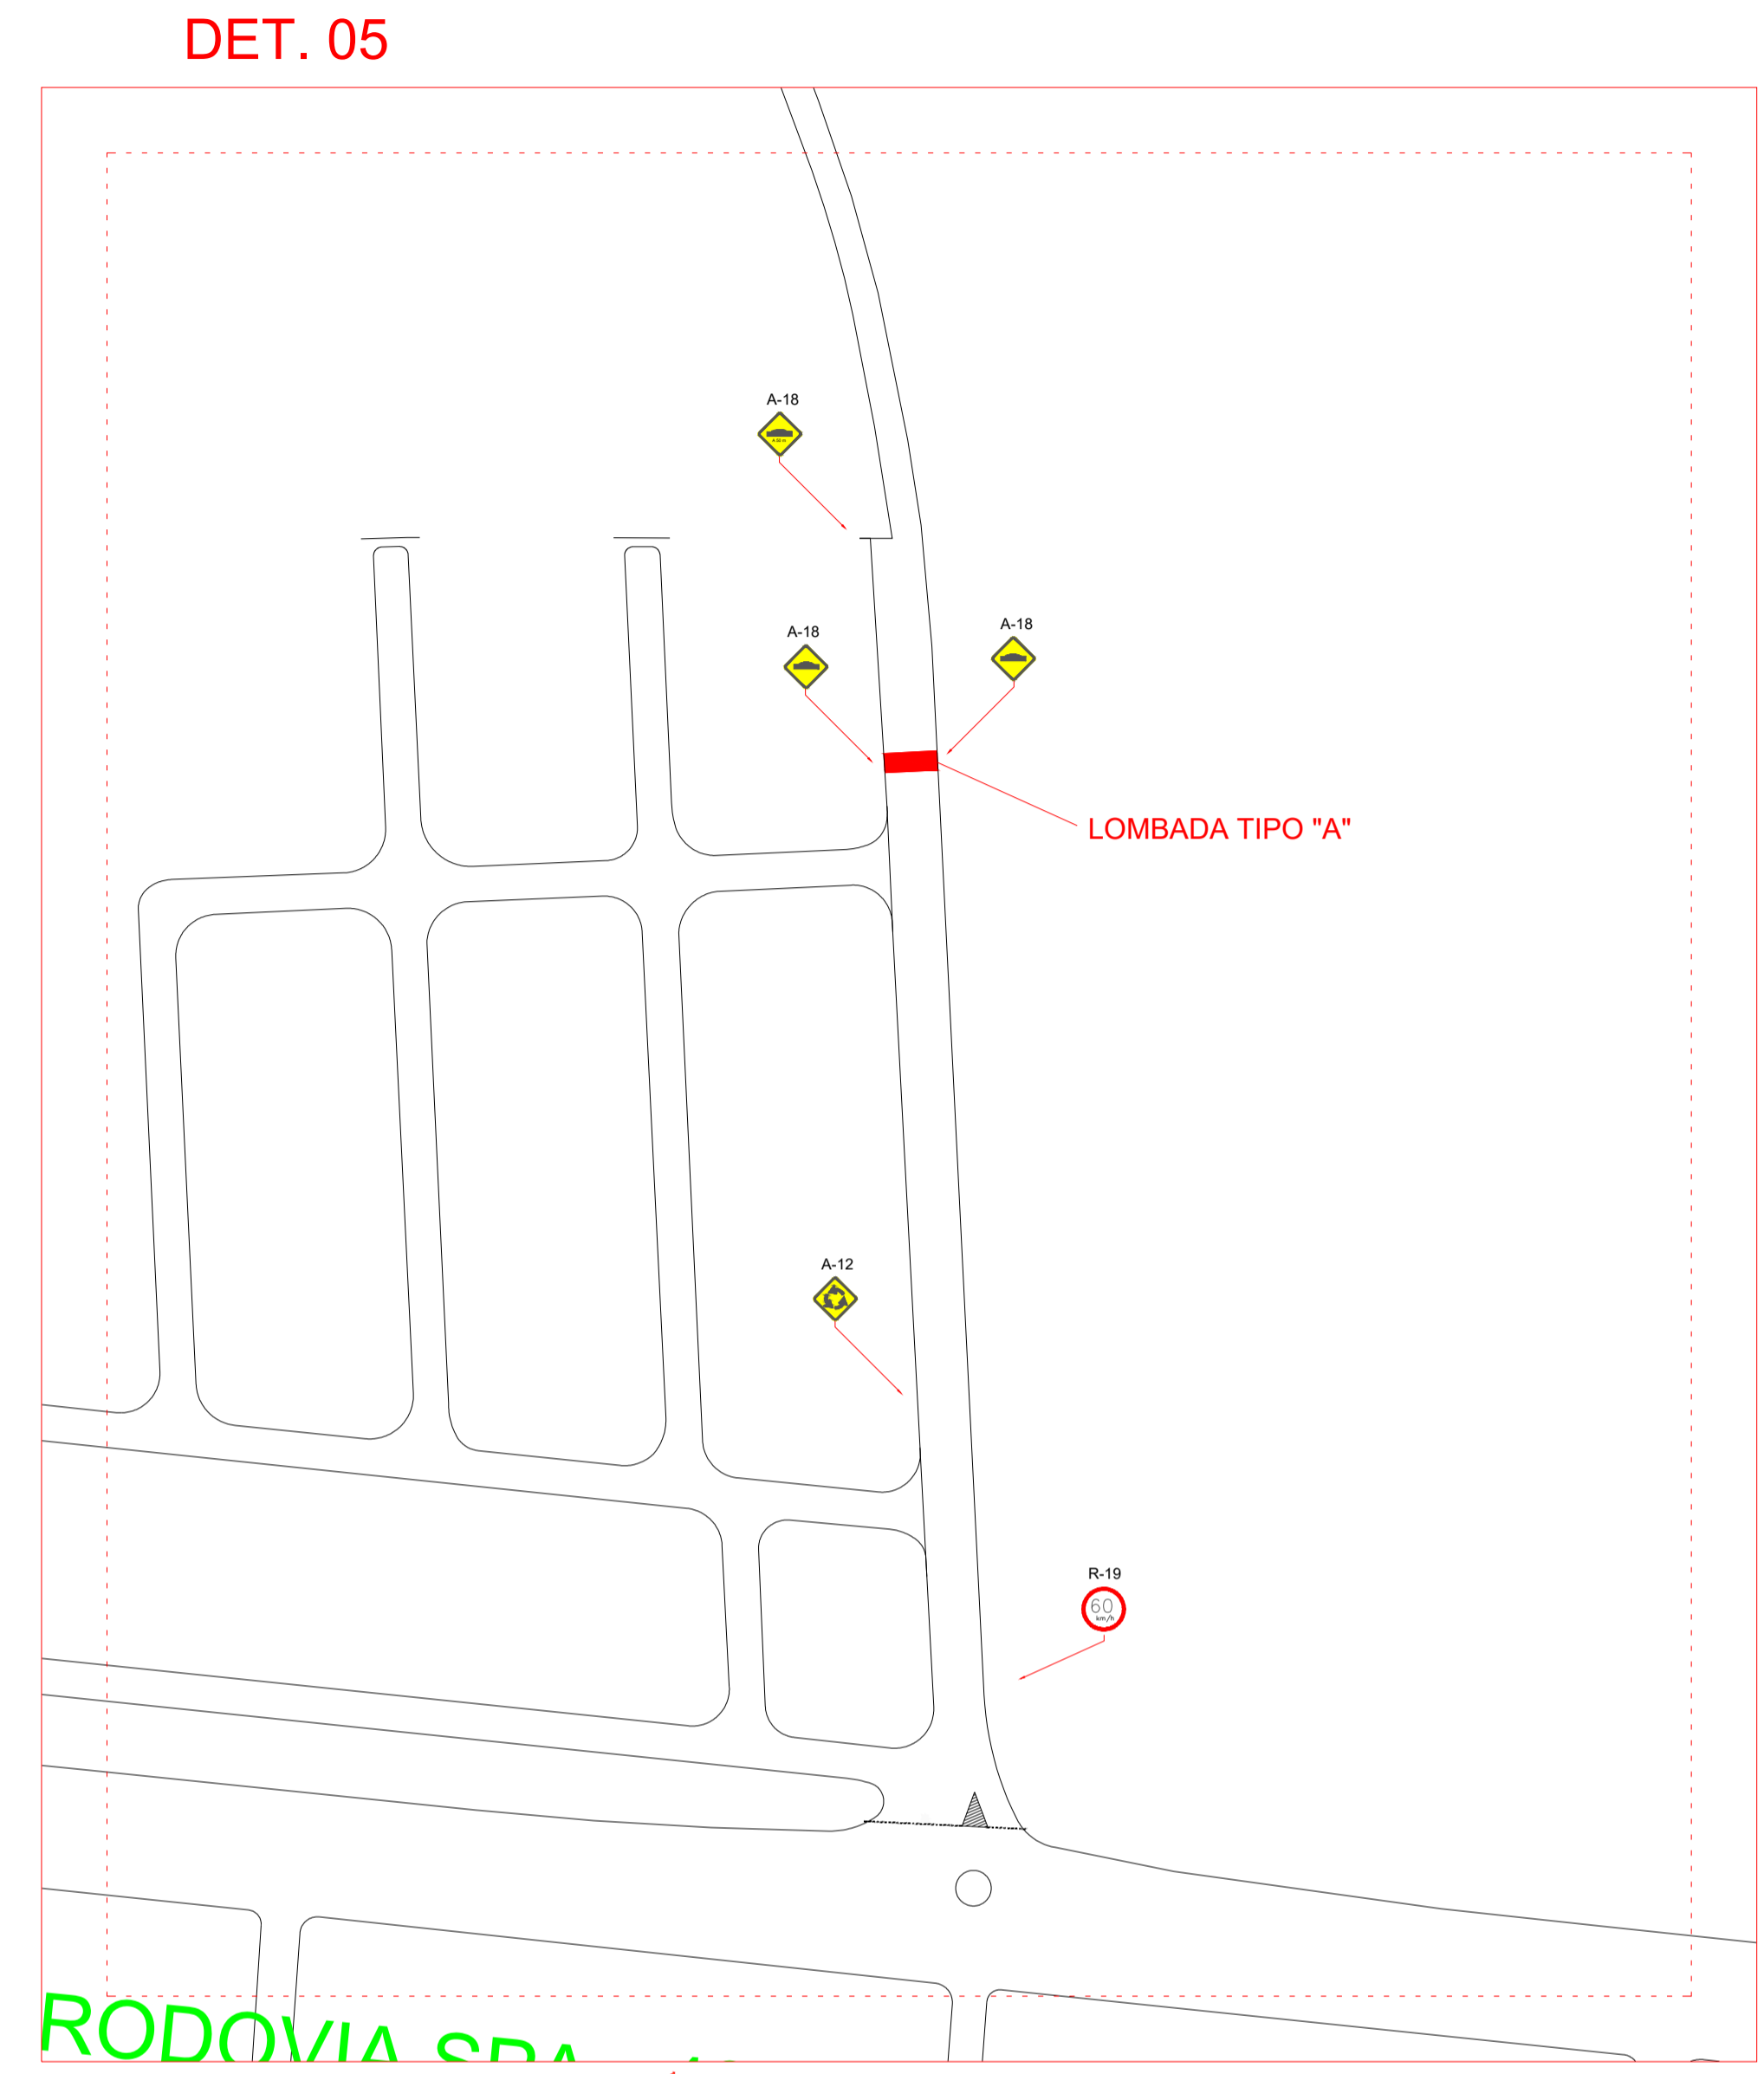 DET. 05
A-18
A-18
A-18
LOMBADA TIPO "A"
A-12
R-19
60
km/h
RODOVIA